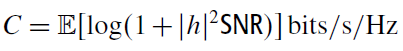 C = 𝔼[log(1+|h|²SNR)] bits/s/Hz